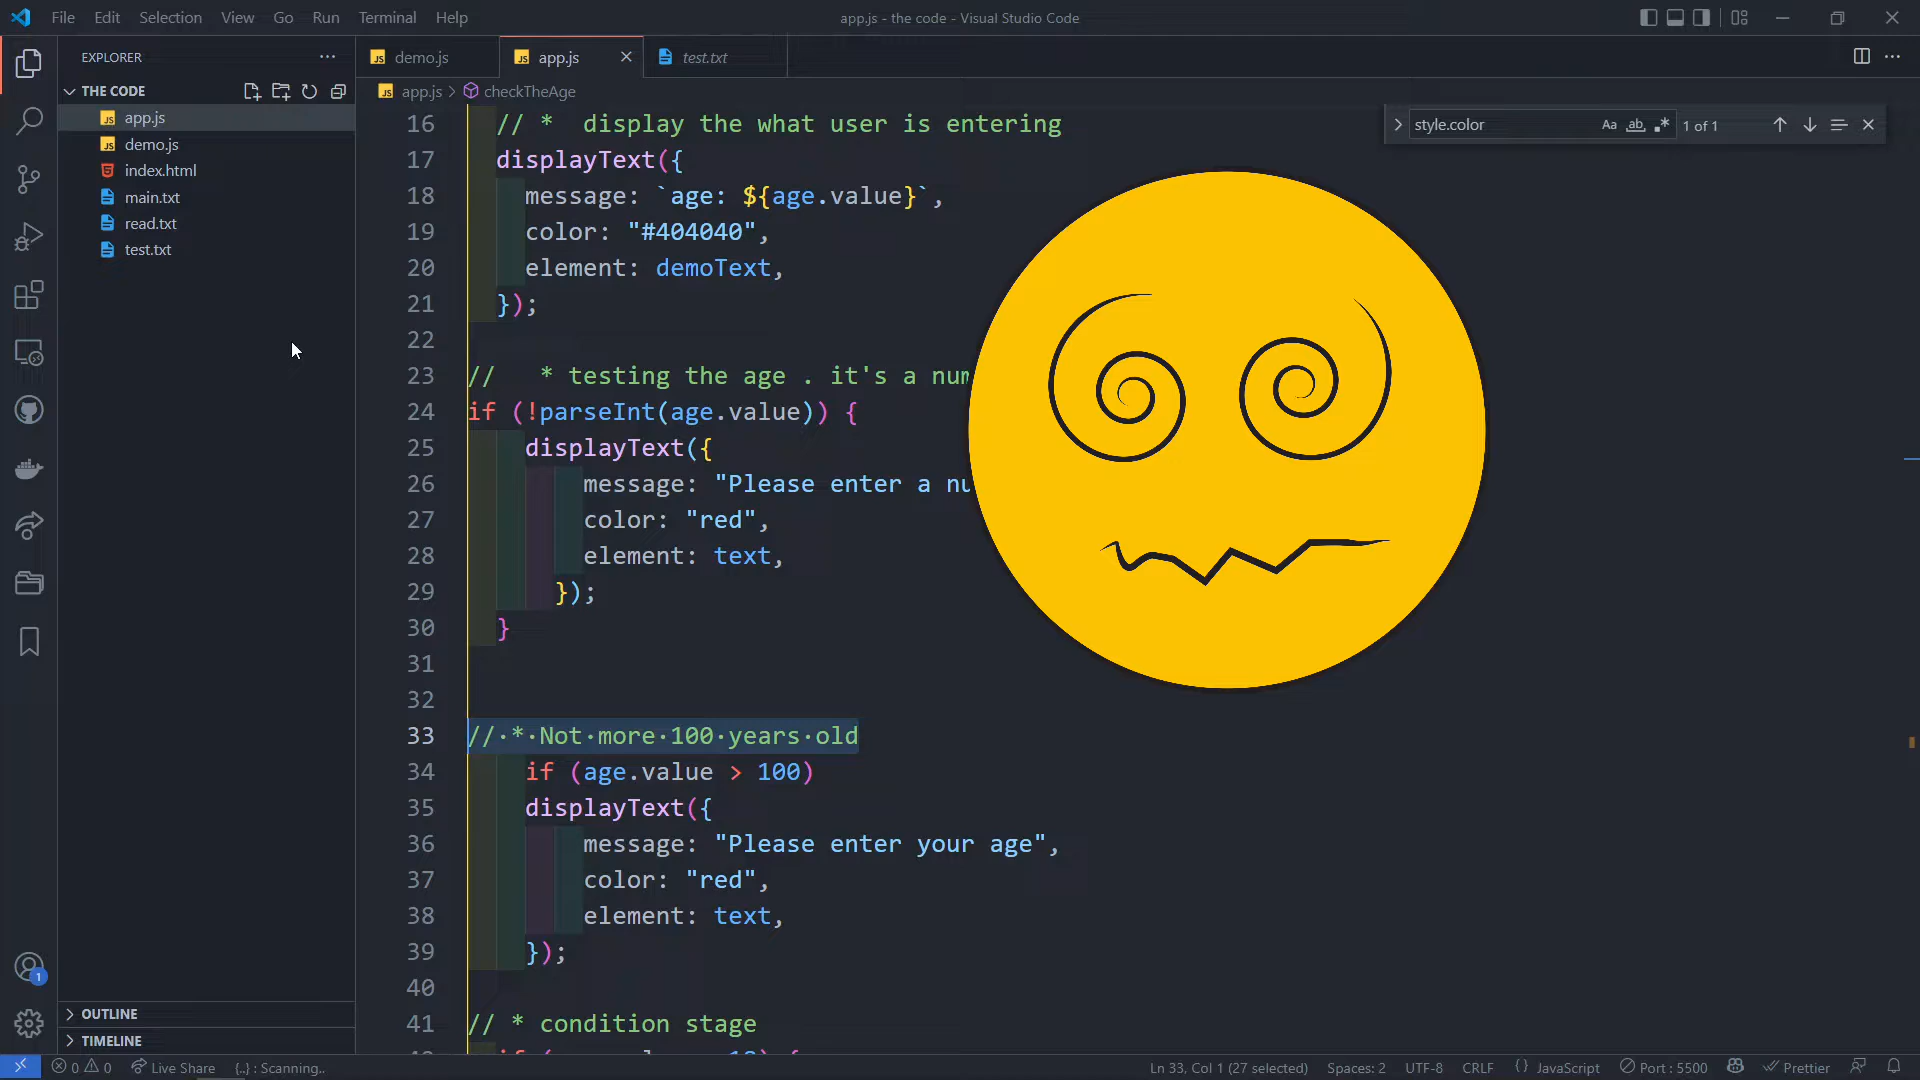 File Edit Selection View Go Run Terminal Help
app.js - the code - Visual Studio Code
EXPLORER
THE CODE
app.js
demo.js
index.html
main.txt
read.txt
test.txt
OUTLINE
TIMELINE
demo.js app.js test.txt
app.js > checkTheAge
style.color Aa ab 1 of 1
16 // *  display the what user is entering
17 displayText({
18 message: `age: ${age.value}`,
19 color: "#404040",
20 element: demoText,
21 });
22
23 //   * testing the age . it's a num
24 if (!parseInt(age.value)) {
25 displayText({
26 message: "Please enter a nu
27 color: "red",
28 element: text,
29 });
30 }
31
32
33 //·*·Not·more·100·years·old
34 if (age.value > 100)
35 displayText({
36 message: "Please enter your age",
37 color: "red",
38 element: text,
39 });
40
41 // * condition stage
1
0 0 Live Share {..} : Scanning.. Ln 33, Col 1 (27 selected) Spaces: 2 UTF-8 CRLF {} JavaScript Port : 5500 Prettier